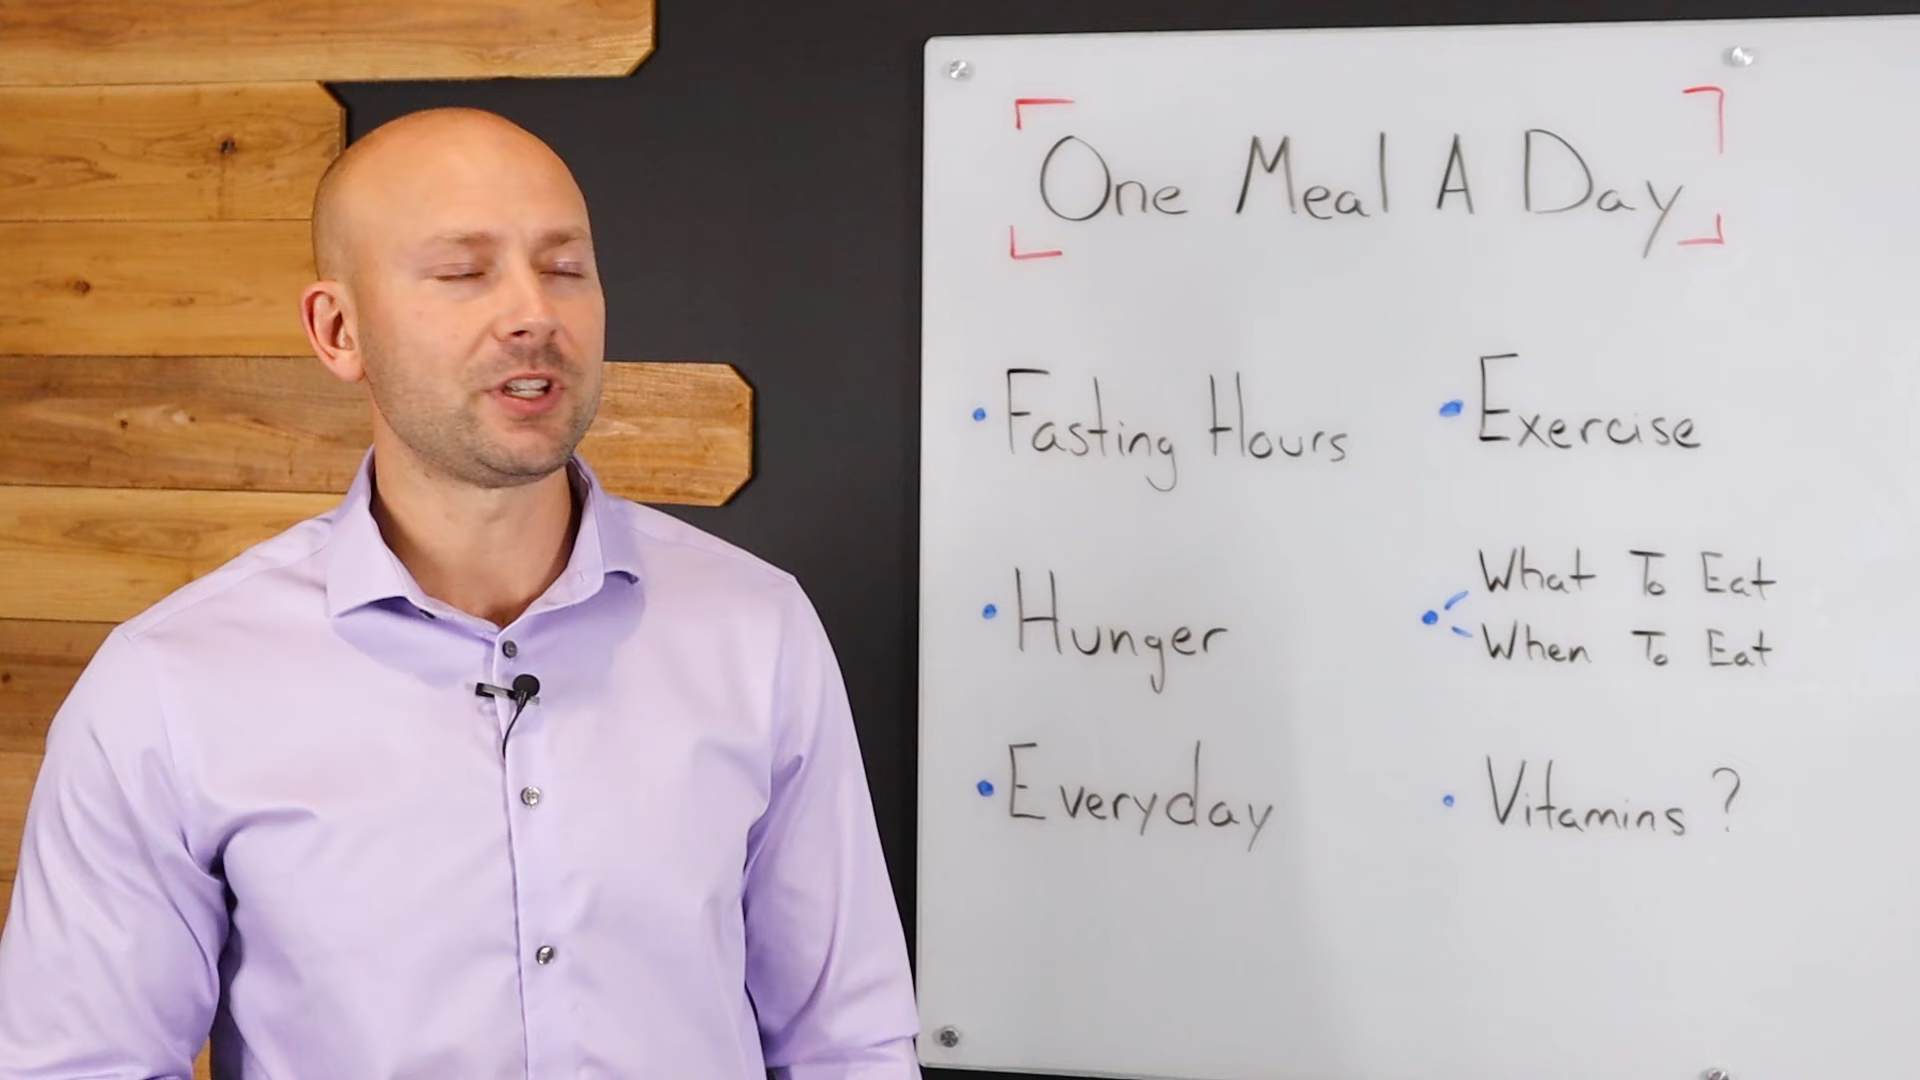 One Meal A Day
• Fasting Hours
• Hunger
• Everyday
• Exercise
• What To Eat
When To Eat
• Vitamins ?